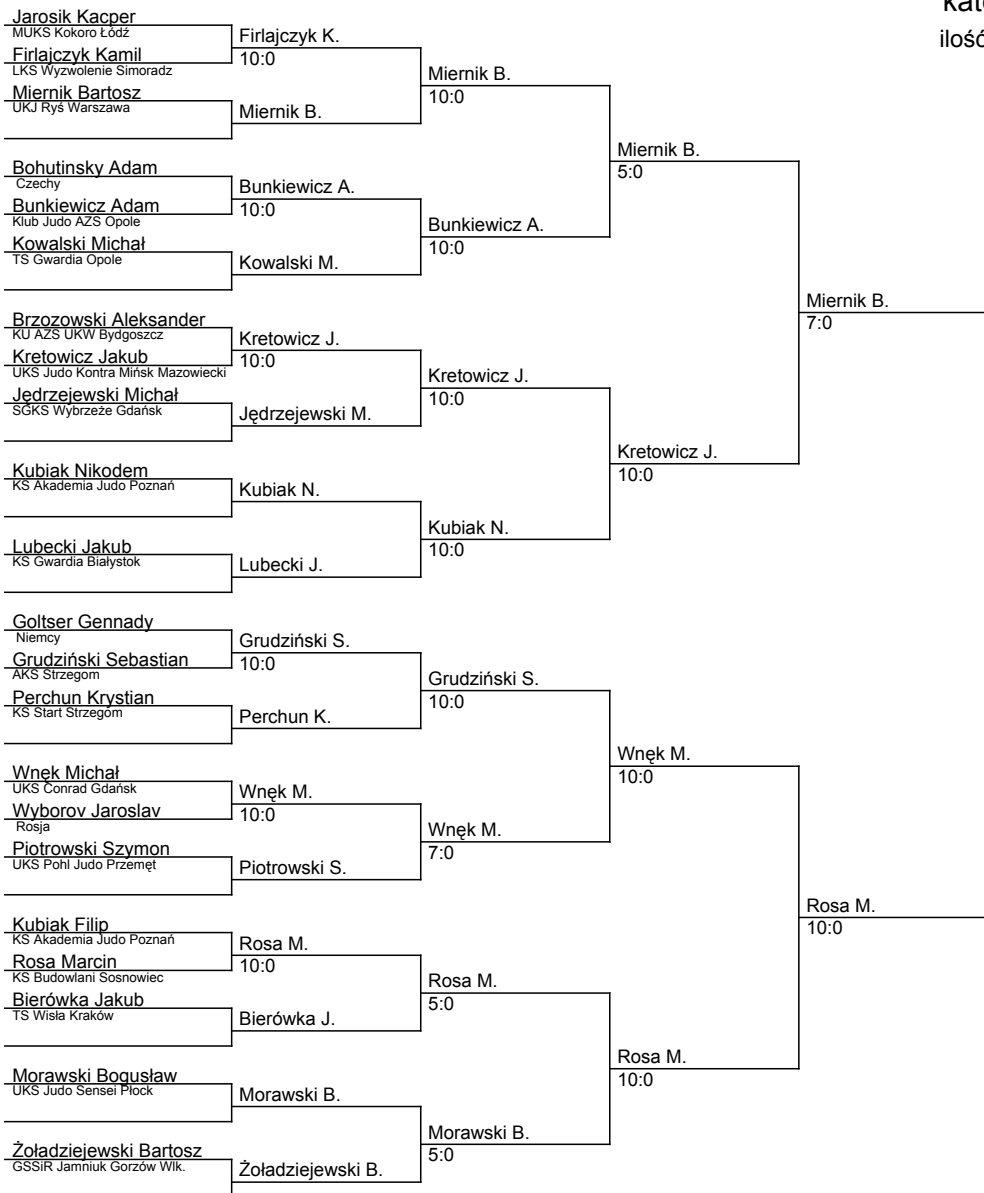 kat
ilość
Jarosik Kacper
MUKS Kokoro Łódź
Firlajczyk Kamil
LKS Wyzwolenie Simoradz
Miernik Bartosz
UKJ Ryś Warszawa
Bohutinsky Adam
Czechy
Bunkiewicz Adam
Klub Judo AZS Opole
Kowalski Michał
TS Gwardia Opole
Brzozowski Aleksander
KU AZS UKW Bydgoszcz
Kretowicz Jakub
UKS Judo Kontra Mińsk Mazowiecki
Jędrzejewski Michał
SGKS Wybrzeże Gdańsk
Kubiak Nikodem
KS Akademia Judo Poznań
Lubecki Jakub
KS Gwardia Białystok
Goltser Gennady
Niemcy
Grudziński Sebastian
AKS Strzegom
Perchun Krystian
KS Start Strzegom
Wnęk Michał
UKS Conrad Gdańsk
Wyborov Jaroslav
Rosja
Piotrowski Szymon
UKS Pohl Judo Przemęt
Kubiak Filip
KS Akademia Judo Poznań
Rosa Marcin
KS Budowlani Sosnowiec
Bierówka Jakub
TS Wisła Kraków
Morawski Bogusław
UKS Judo Sensei Płock
Żoładziejewski Bartosz
GSSiR Jamniuk Gorzów Wlk.
Firlajczyk K.
10:0
Miernik B.
Bunkiewicz A.
10:0
Kowalski M.
Kretowicz J.
10:0
Jędrzejewski M.
Kubiak N.
Lubecki J.
Grudziński S.
10:0
Perchun K.
Wnęk M.
10:0
Piotrowski S.
Rosa M.
10:0
Bierówka J.
Morawski B.
Żoładziejewski B.
Miernik B.
10:0
Bunkiewicz A.
10:0
Kretowicz J.
10:0
Kubiak N.
10:0
Grudziński S.
10:0
Wnęk M.
7:0
Rosa M.
5:0
Morawski B.
5:0
Miernik B.
5:0
Kretowicz J.
10:0
Wnęk M.
10:0
Rosa M.
10:0
Miernik B.
7:0
Rosa M.
10:0